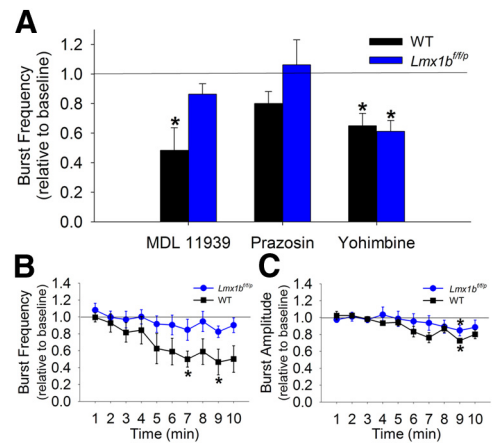 A
WT
Lmx1bf/f/p
Burst Frequency
(relative to baseline)
1.2
1.0
0.8
0.6
0.4
0.2
0.0
*
*
*
MDL 11939
Prazosin
Yohimbine
B
Burst Frequency
(relative to baseline)
1.4
1.2
1.0
0.8
0.6
0.4
0.2
0.0
Lmx1bf/f/p
WT
*
*
1 2 3 4 5 6 7 8 9 10
Time (min)
C
Burst Amplitude
(relative to baseline)
1.4
1.2
1.0
0.8
0.6
0.4
0.2
0.0
Lmx1bf/f/p
WT
*
*
1 2 3 4 5 6 7 8 9 10
Time (min)